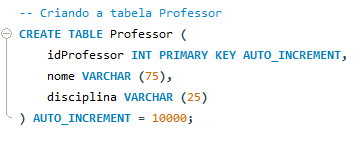 -- Criando a tabela Professor
CREATE TABLE Professor (
    idProfessor INT PRIMARY KEY AUTO_INCREMENT,
    nome VARCHAR (75),
    disciplina VARCHAR (25)
) AUTO_INCREMENT = 10000;